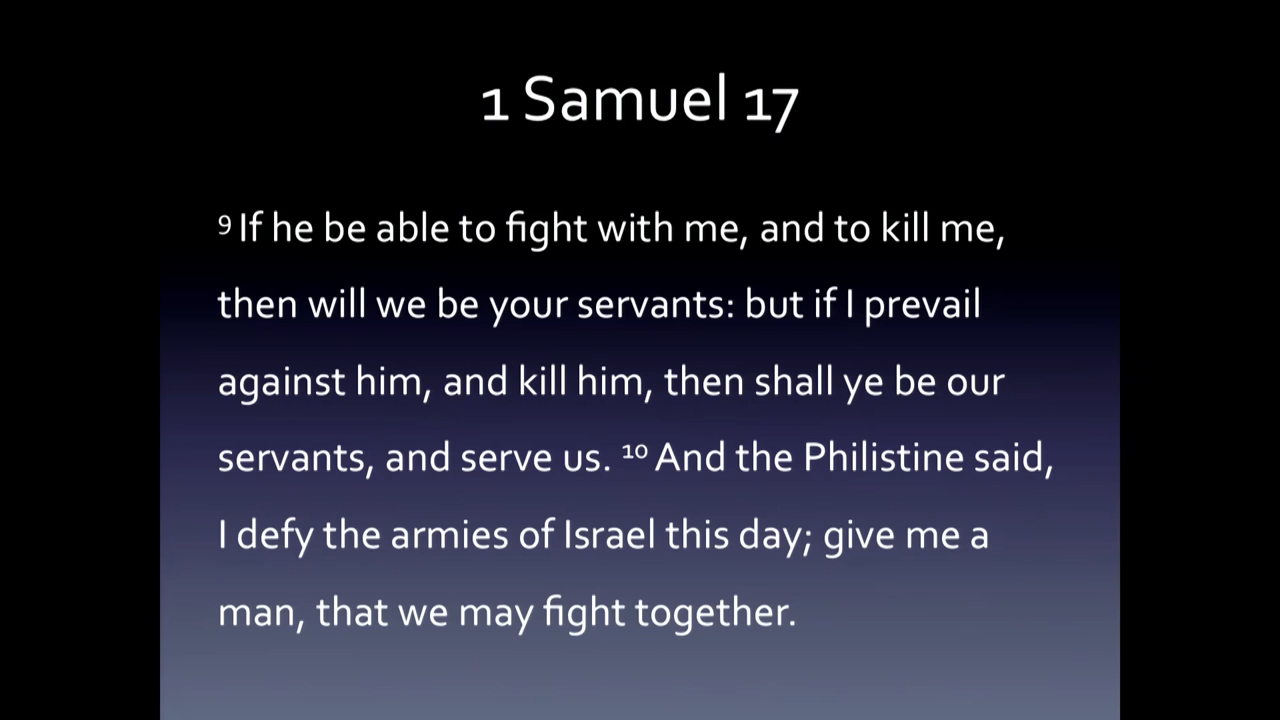 1 Samuel 17
9 If he be able to fight with me, and to kill me,
then will we be your servants: but if I prevail
against him, and kill him, then shall ye be our
servants, and serve us. 10 And the Philistine said,
I defy the armies of Israel this day; give me a
man, that we may fight together.